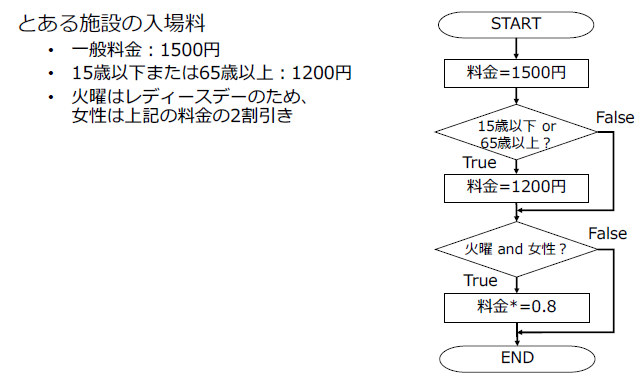 とある施設の入場料
• 一般料金：1500円
• 15歳以下または65歳以上：1200円
• 火曜はレディースデーのため、
女性は上記の料金の2割引き
START
料金=1500円
15歳以下 or
65歳以上？
False
True
料金=1200円
火曜 and 女性？
False
True
料金*=0.8
END